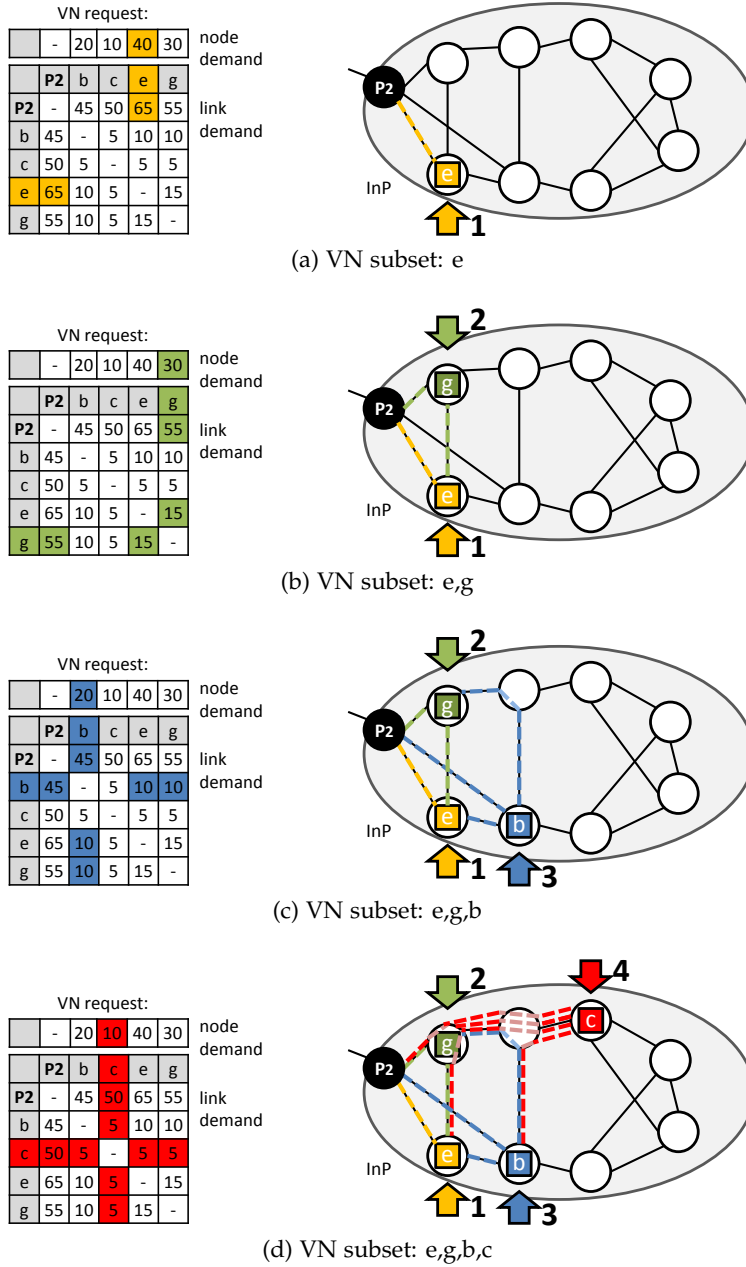 VN request:
- 20 10 40 30
node demand
P2 b c e g
P2 - 45 50 65 55
link demand
b 45 - 5 10 10
c 50 5 - 5 5
e 65 10 5 - 15
g 55 10 5 15 -
P2
e
InP
1
(a) VN subset: e
VN request:
- 20 10 40 30
node demand
P2 b c e g
P2 - 45 50 65 55
link demand
b 45 - 5 10 10
c 50 5 - 5 5
e 65 10 5 - 15
g 55 10 5 15 -
2
g
P2
e
InP
1
(b) VN subset: e,g
VN request:
- 20 10 40 30
node demand
P2 b c e g
P2 - 45 50 65 55
link demand
b 45 - 5 10 10
c 50 5 - 5 5
e 65 10 5 - 15
g 55 10 5 15 -
2
g
P2
e
b
InP
1
3
(c) VN subset: e,g,b
VN request:
- 20 10 40 30
node demand
P2 b c e g
P2 - 45 50 65 55
link demand
b 45 - 5 10 10
c 50 5 - 5 5
e 65 10 5 - 15
g 55 10 5 15 -
2
4
c
g
P2
e
b
InP
1
3
(d) VN subset: e,g,b,c